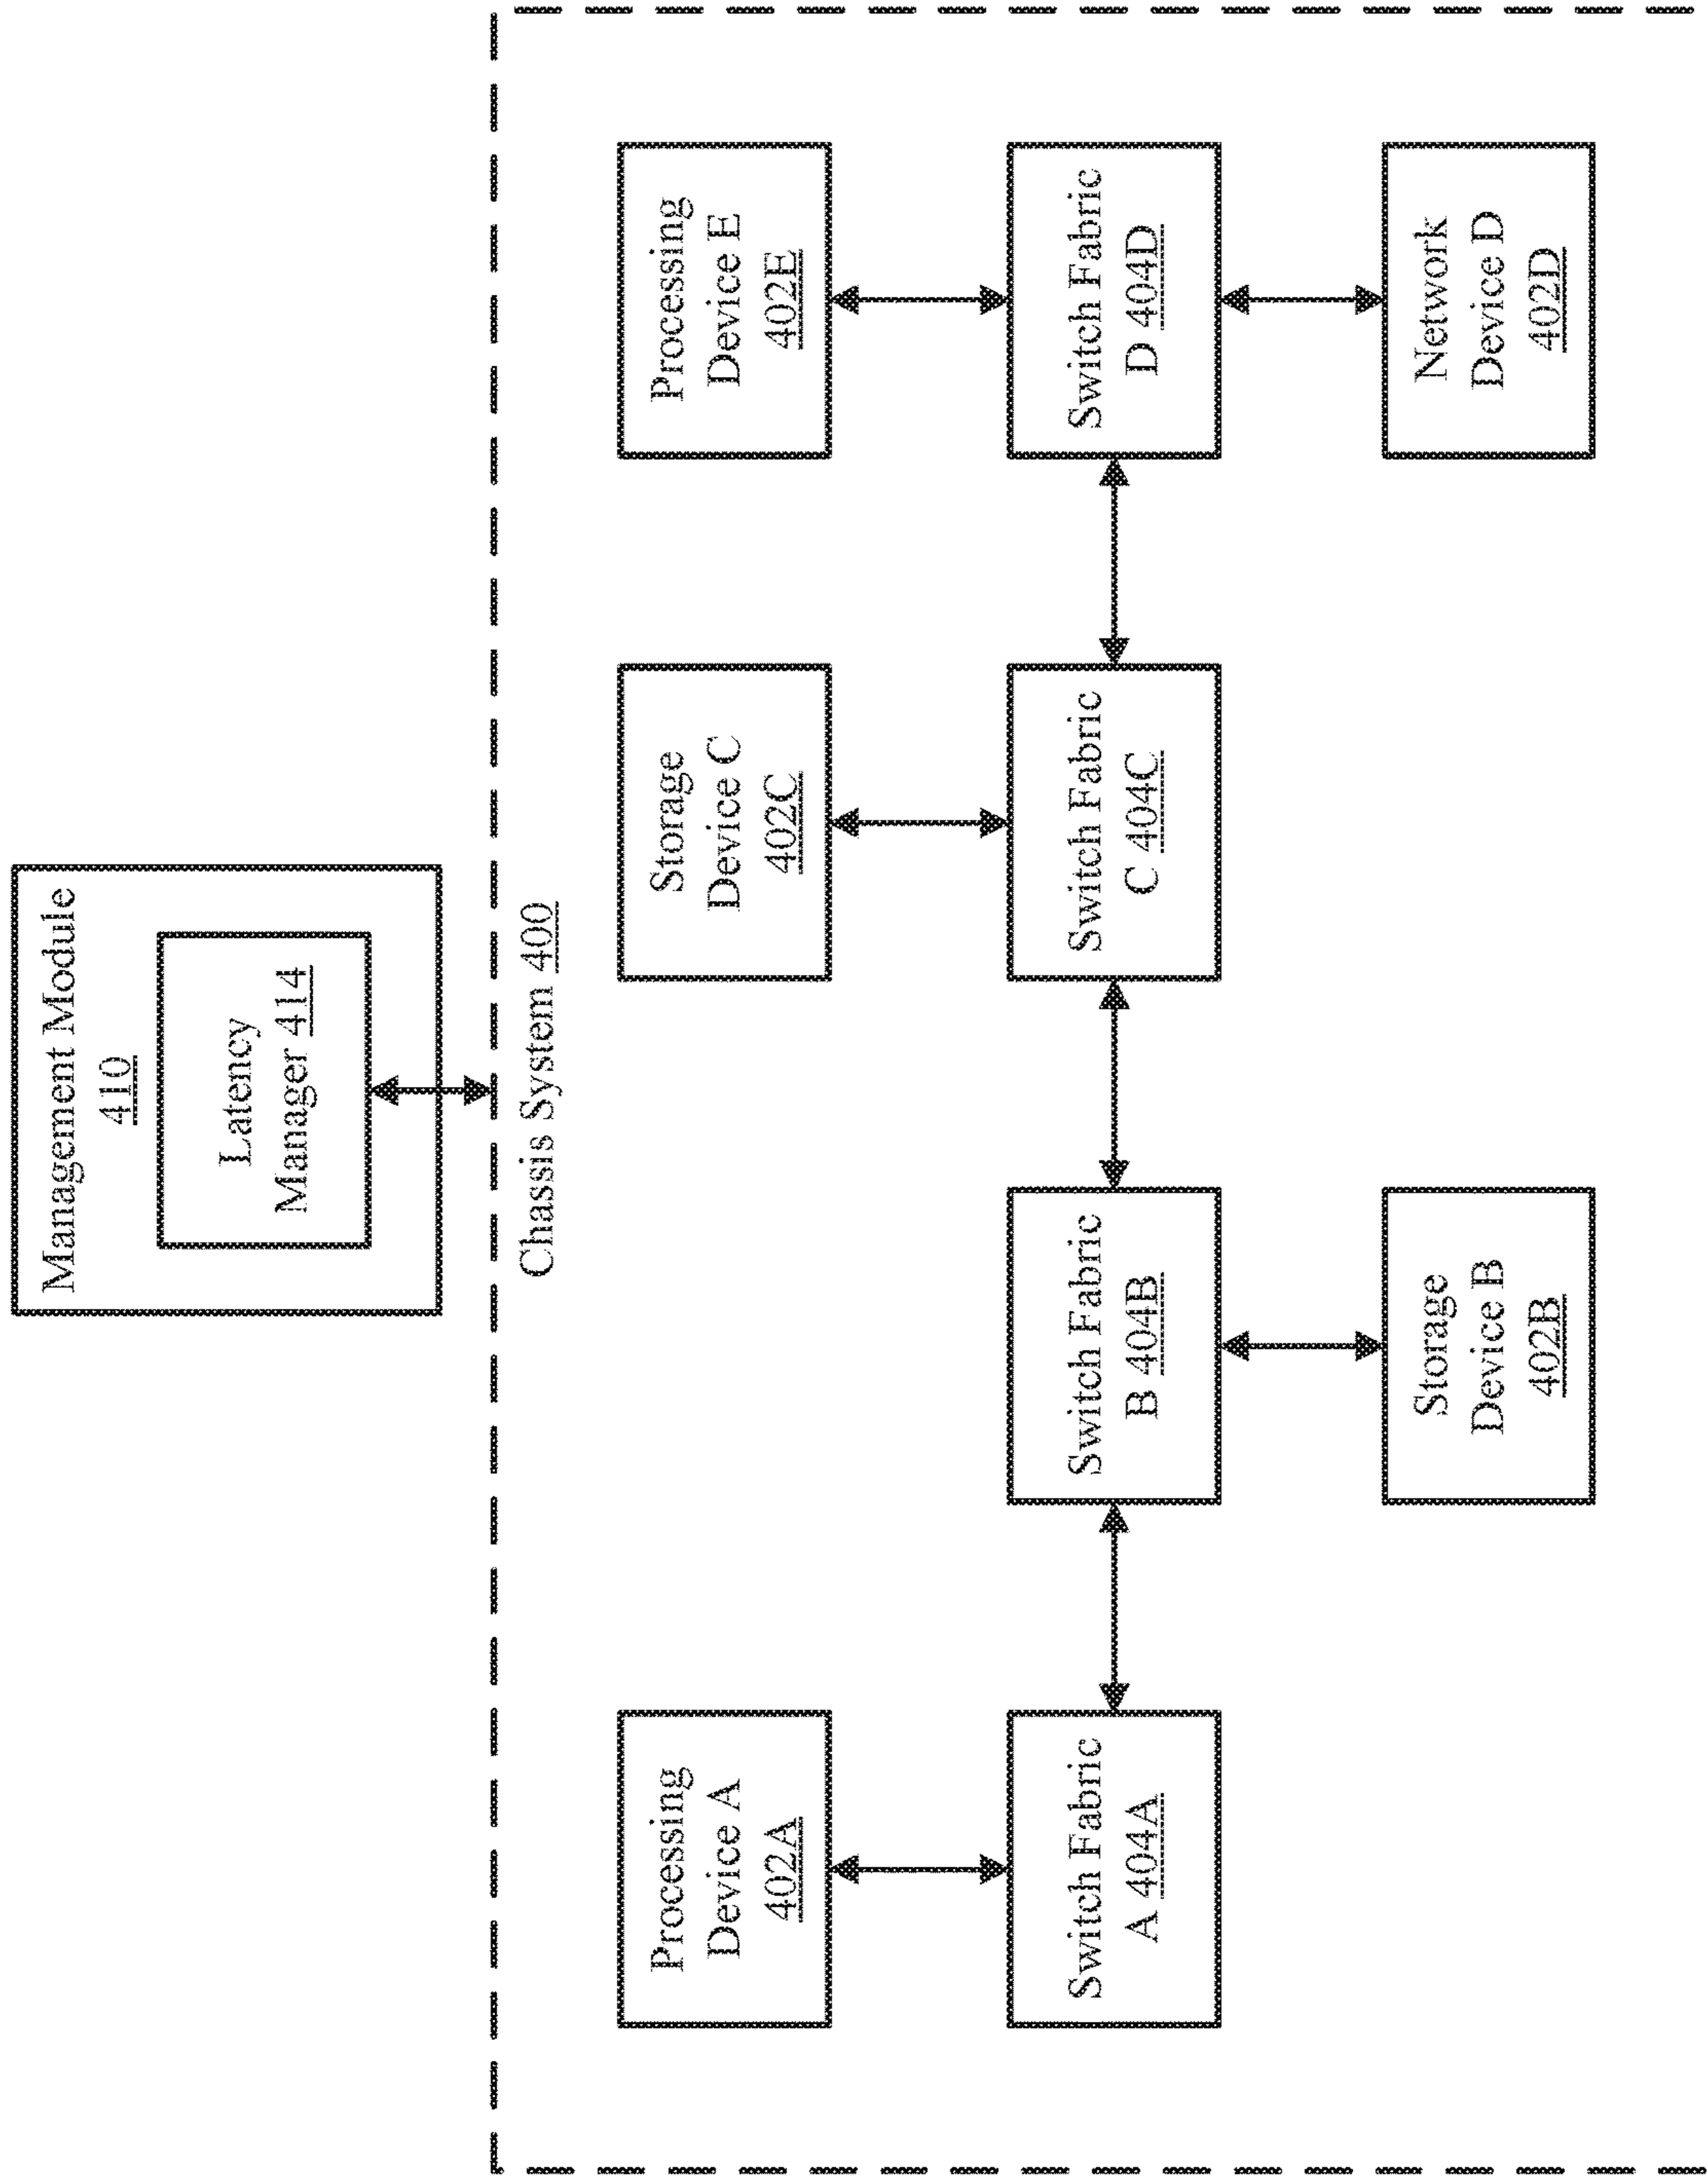 Management Module
410
Latency
Manager 414
Chassis System 400
Processing
Device A
402A
Storage
Device C
402C
Processing
Device E
402E
Switch Fabric
A 404A
Switch Fabric
B 404B
Switch Fabric
C 404C
Switch Fabric
D 404D
Storage
Device B
402B
Network
Device D
402D